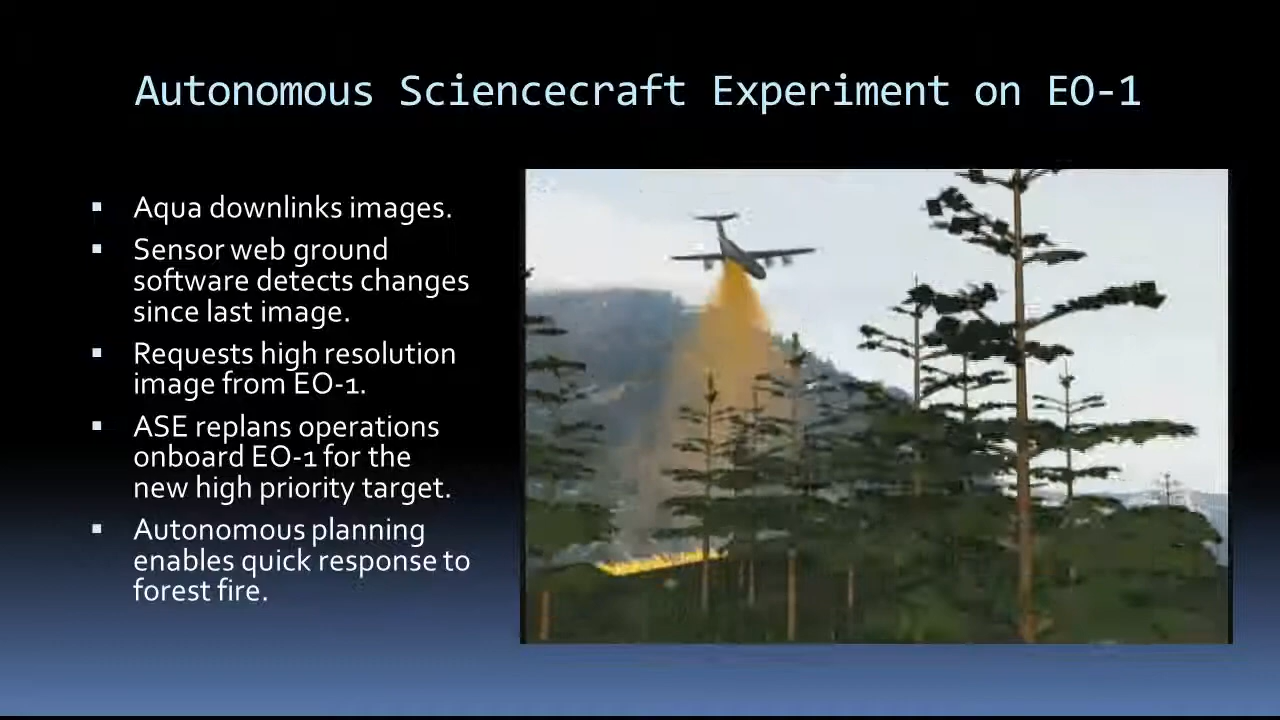 Autonomous Sciencecraft Experiment on EO-1
▪ Aqua downlinks images.
▪ Sensor web ground
software detects changes
since last image.
▪ Requests high resolution
image from EO-1.
▪ ASE replans operations
onboard EO-1 for the
new high priority target.
▪ Autonomous planning
enables quick response to
forest fire.